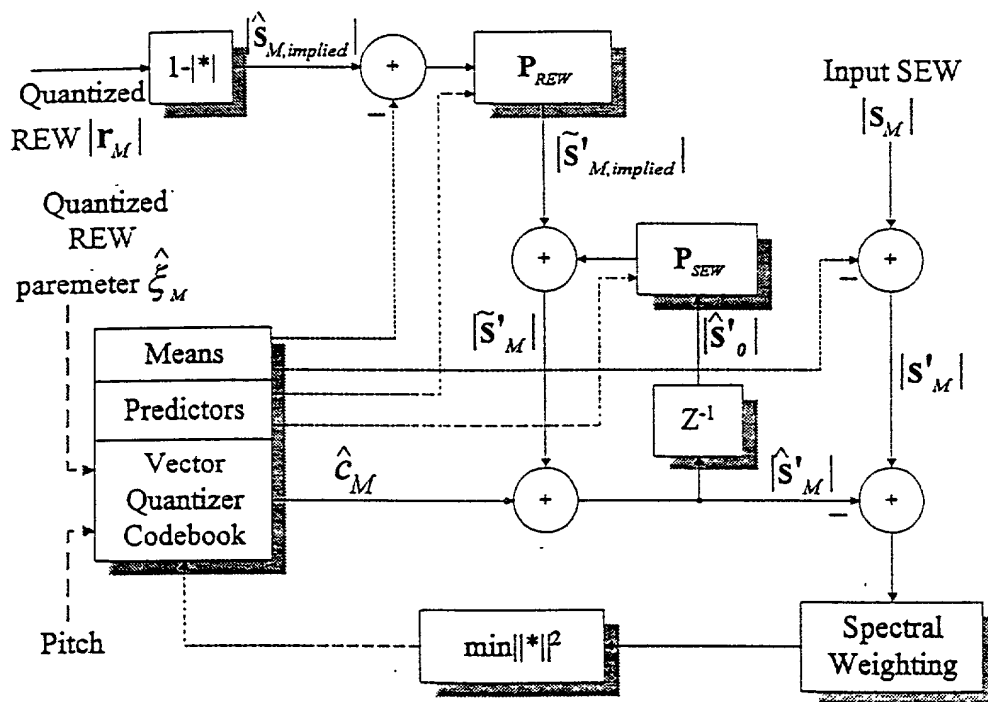 |ŝ_M,implied|
1-|*|
+
P_REW
Input SEW
|s_M|
Quantized
REW |r_M|
−
|s̃'_M,implied|
Quantized
REW
paremeter ξ̂_M
+
P_SEW
+
−
|s̃'_M|
|ŝ'_0|
|s'_M|
Means
Predictors
Z⁻¹
Vector
Quantizer
Codebook
ĉ_M
+
|ŝ'_M|
−
+
Pitch
min||*||²
Spectral
Weighting